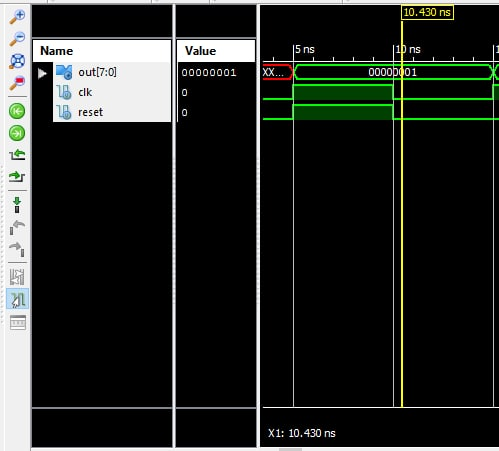 10.430 ns
Name
Value
5 ns
10 ns
out[7:0]
00000001
XX...
00000001
clk
0
reset
0
X1: 10.430 ns